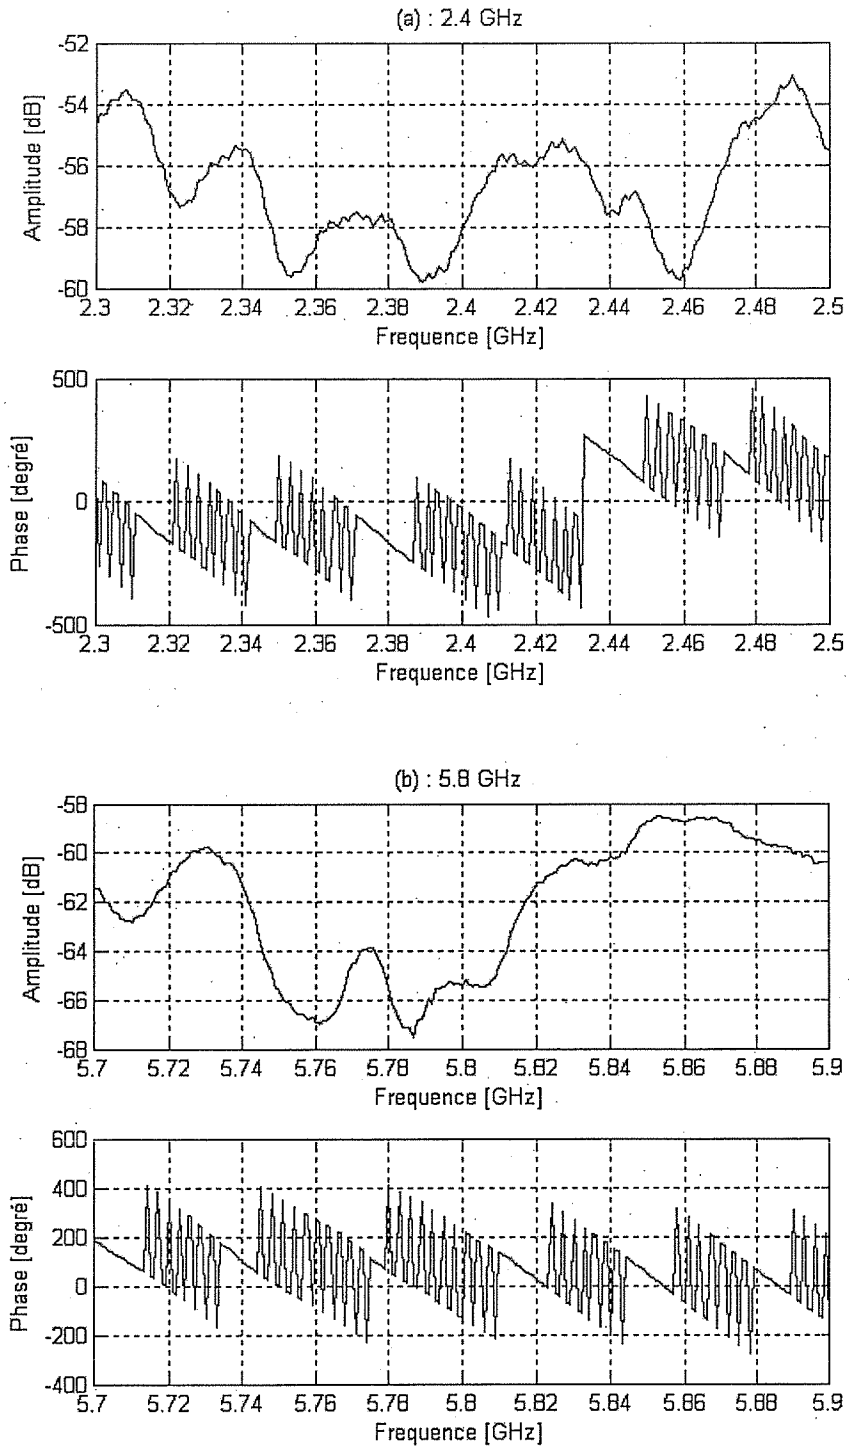 (a) : 2.4 GHz
-52
-54
-56
-58
-60
Amplitude [dB]
2.3 2.32 2.34 2.36 2.38 2.4 2.42 2.44 2.46 2.48 2.5
Frequence [GHz]
500
0
-500
Phase [degré]
2.3 2.32 2.34 2.36 2.38 2.4 2.42 2.44 2.46 2.48 2.5
Frequence [GHz]
(b) : 5.8 GHz
-58
-60
-62
-64
-66
-68
Amplitude [dB]
5.7 5.72 5.74 5.76 5.78 5.8 5.82 5.84 5.86 5.88 5.9
Frequence [GHz]
600
400
200
0
-200
-400
Phase [degré]
5.7 5.72 5.74 5.76 5.78 5.8 5.82 5.84 5.86 5.88 5.9
Frequence [GHz]